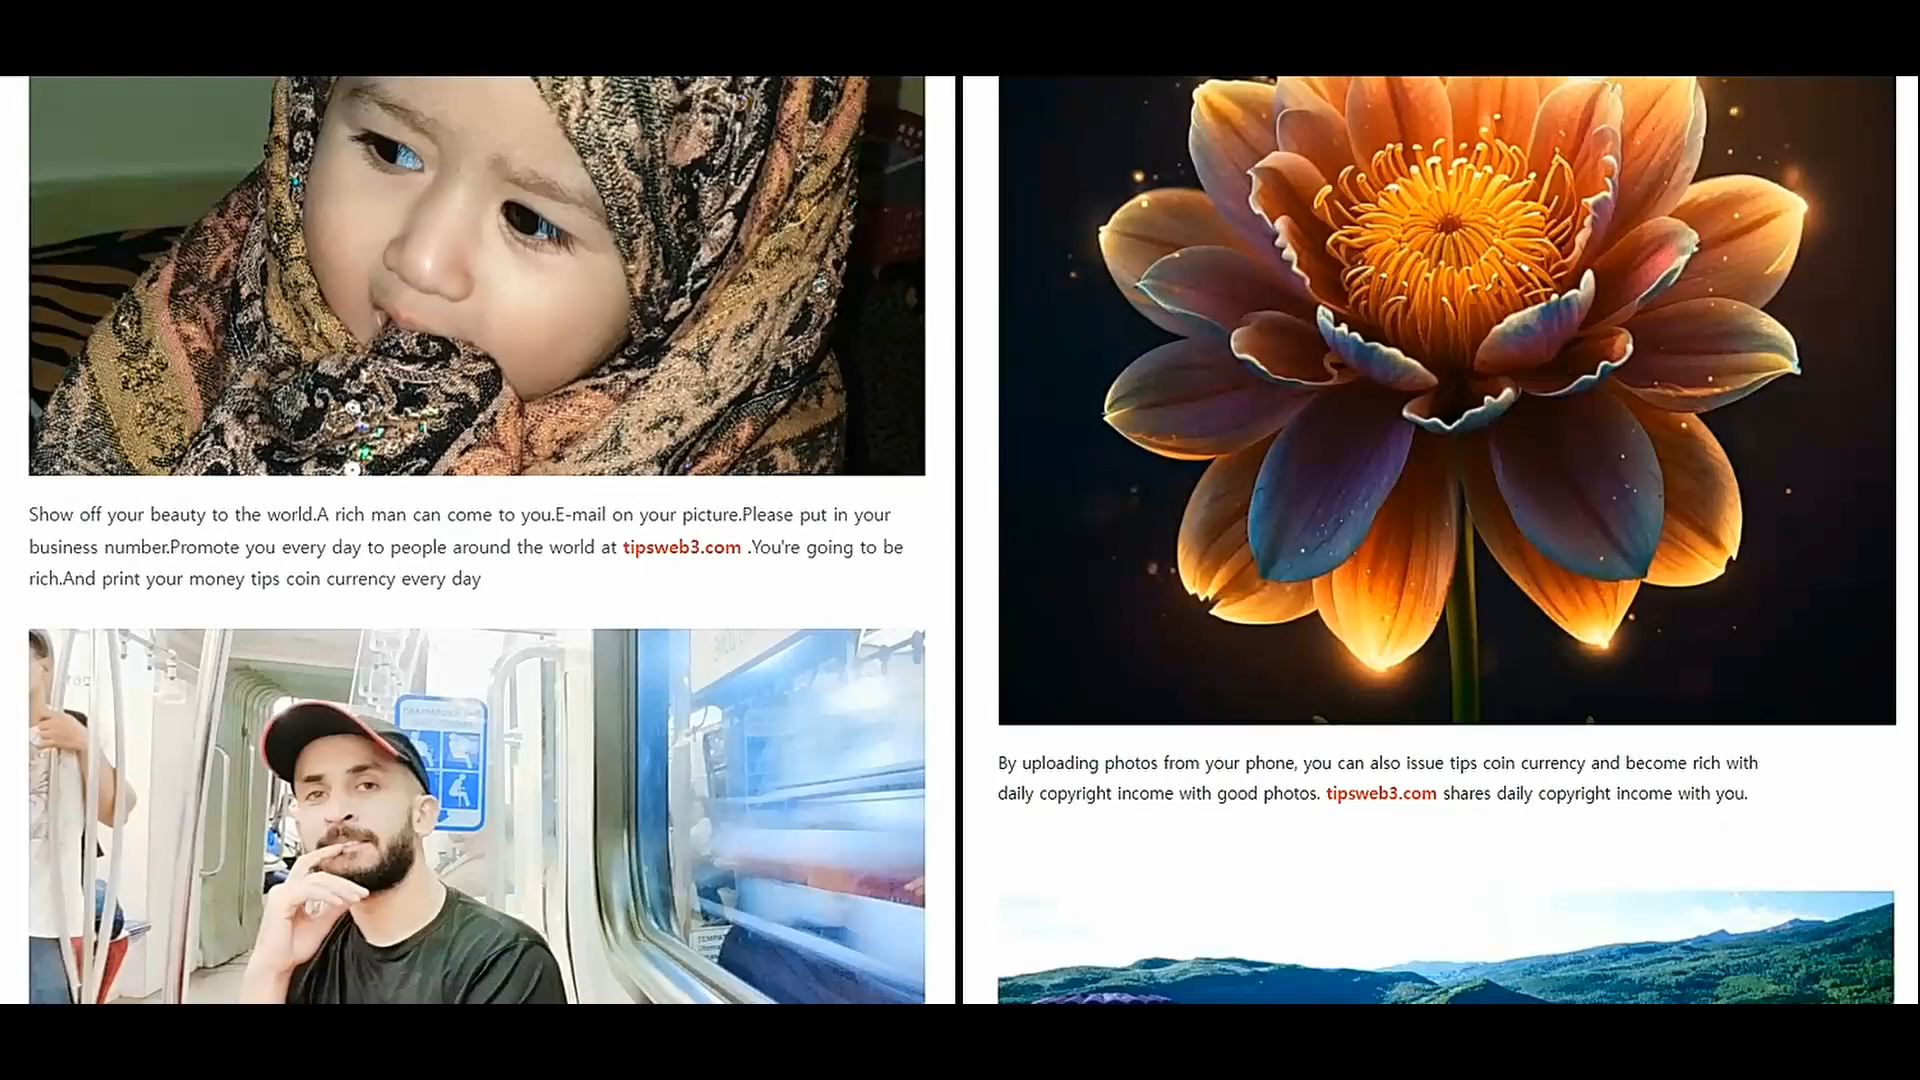 Show off your beauty to the world.A rich man can come to you.E-mail on your picture.Please put in your
business number.Promote you every day to people around the world at tipsweb3.com .You're going to be
rich.And print your money tips coin currency every day
TEMPA
By uploading photos from your phone, you can also issue tips coin currency and become rich with
daily copyright income with good photos. tipsweb3.com shares daily copyright income with you.